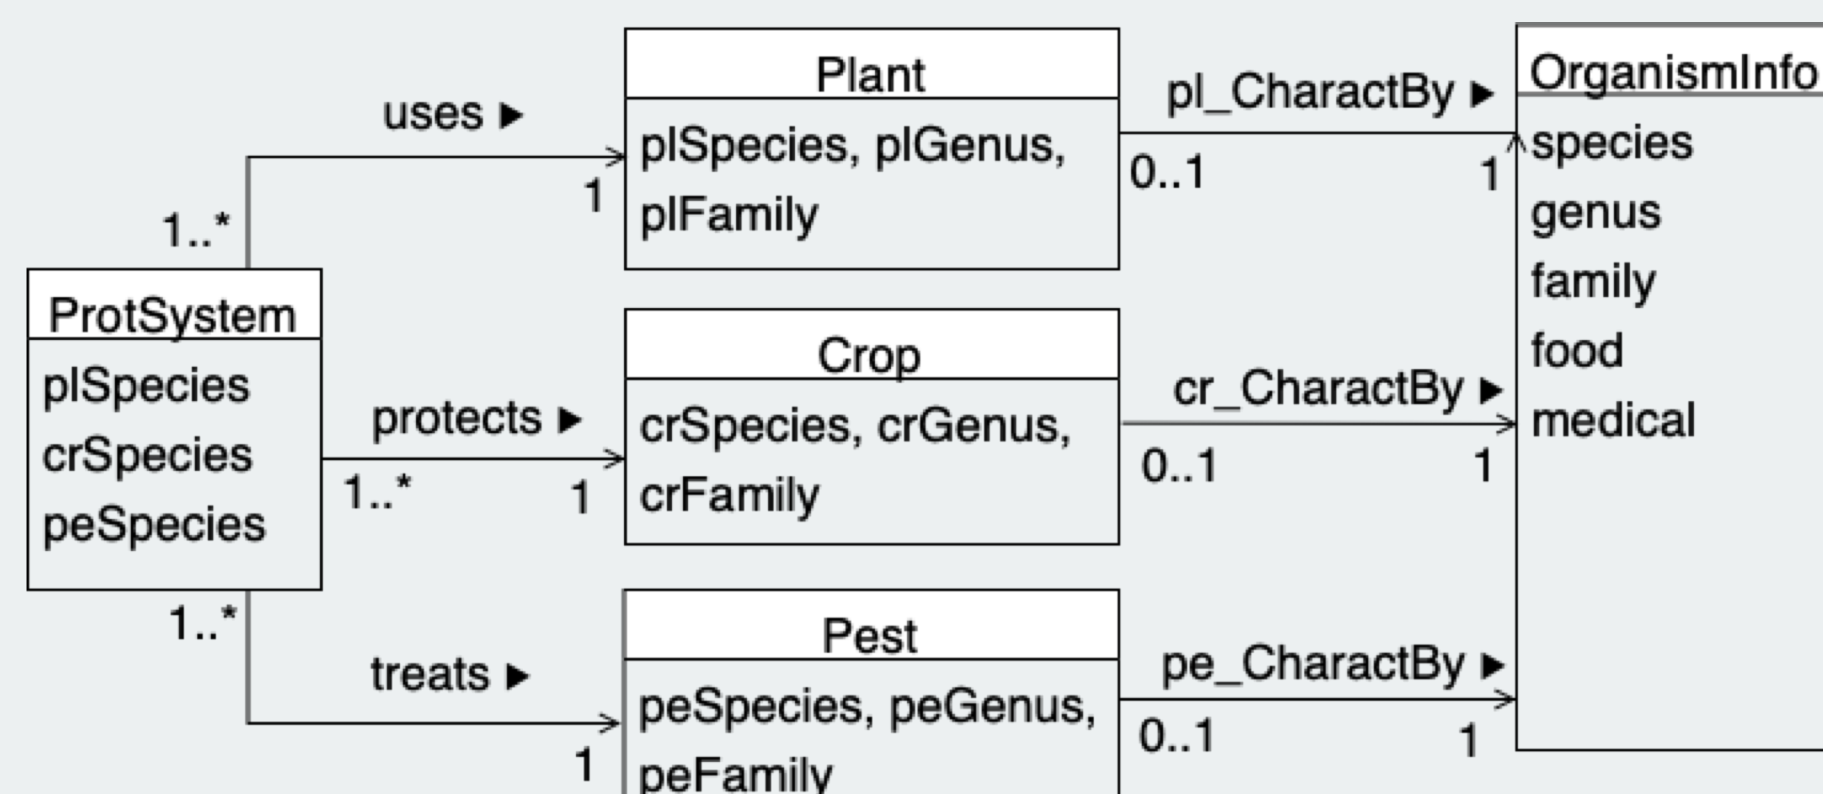 Plant
plSpecies, plGenus,
plFamily
uses ▶
1
1..*
pl_CharactBy ▶
0..1
1
OrganismInfo
species
genus
family
food
medical
ProtSystem
plSpecies
crSpecies
peSpecies
protects ▶
1..*
1
Crop
crSpecies, crGenus,
crFamily
cr_CharactBy ▶
0..1
1
1..*
treats ▶
1
Pest
peSpecies, peGenus,
peFamily
pe_CharactBy ▶
0..1
1